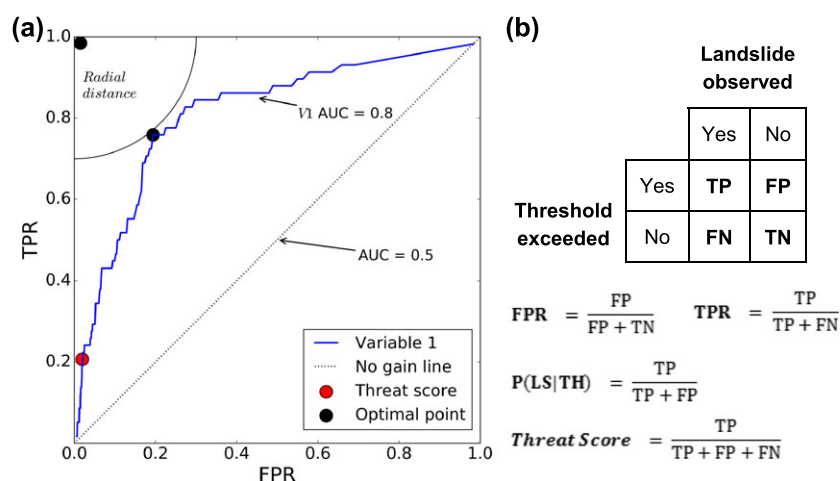 (a)
1.0
0.8
0.6
0.4
0.2
0.0
0.2
0.4
0.6
0.8
1.0
TPR
FPR
Radial
distance
V1 AUC = 0.8
AUC = 0.5
Variable 1
No gain line
Threat score
Optimal point
(b)
Landslide
observed
Yes No
Threshold
exceeded
Yes TP FP
No FN TN
FPR = FP / FP + TN TPR = TP / TP + FN
P(LS|TH) = TP / TP + FP
Threat Score = TP / TP + FP + FN